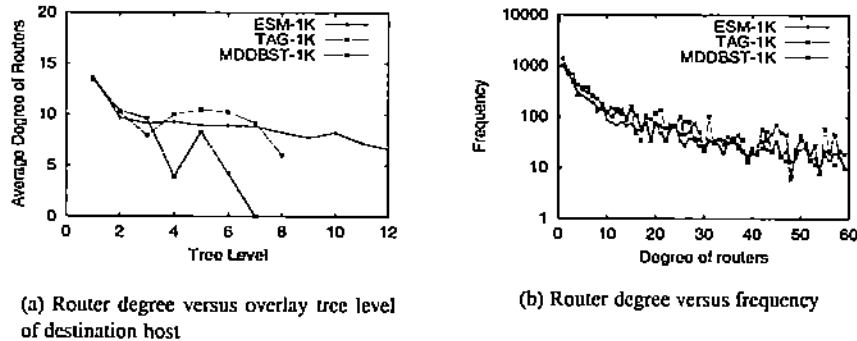 20
15
10
5
0
Average Degree of Routers
ESM-1K
TAG-1K
MDDBST-1K
0 2 4 6 8 10 12
Tree Level
(a) Router degree versus overlay tree level
of destination host
10000
1000
100
10
1
Frequency
ESM-1K
TAG-1K
MDDBST-1K
0 10 20 30 40 50 60
Degree of routers
(b) Router degree versus frequency